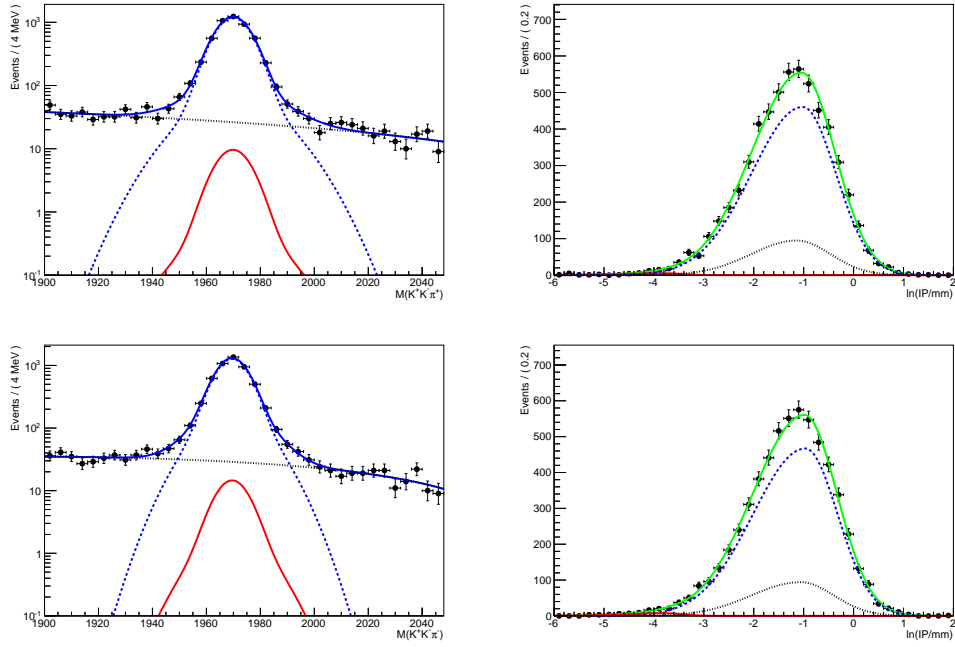 Events / ( 4 MeV )
10³
10²
10
1
10⁻¹
1900 1920 1940 1960 1980 2000 2020 2040
M(K⁺K⁻π⁺)
Events / ( 0.2 )
700
600
500
400
300
200
100
0
-6 -5 -4 -3 -2 -1 0 1 2
ln(IP/mm)
Events / ( 4 MeV )
10³
10²
10
1
10⁻¹
1900 1920 1940 1960 1980 2000 2020 2040
M(K⁺K⁻π⁻)
Events / ( 0.2 )
700
600
500
400
300
200
100
0
-6 -5 -4 -3 -2 -1 0 1 2
ln(IP/mm)